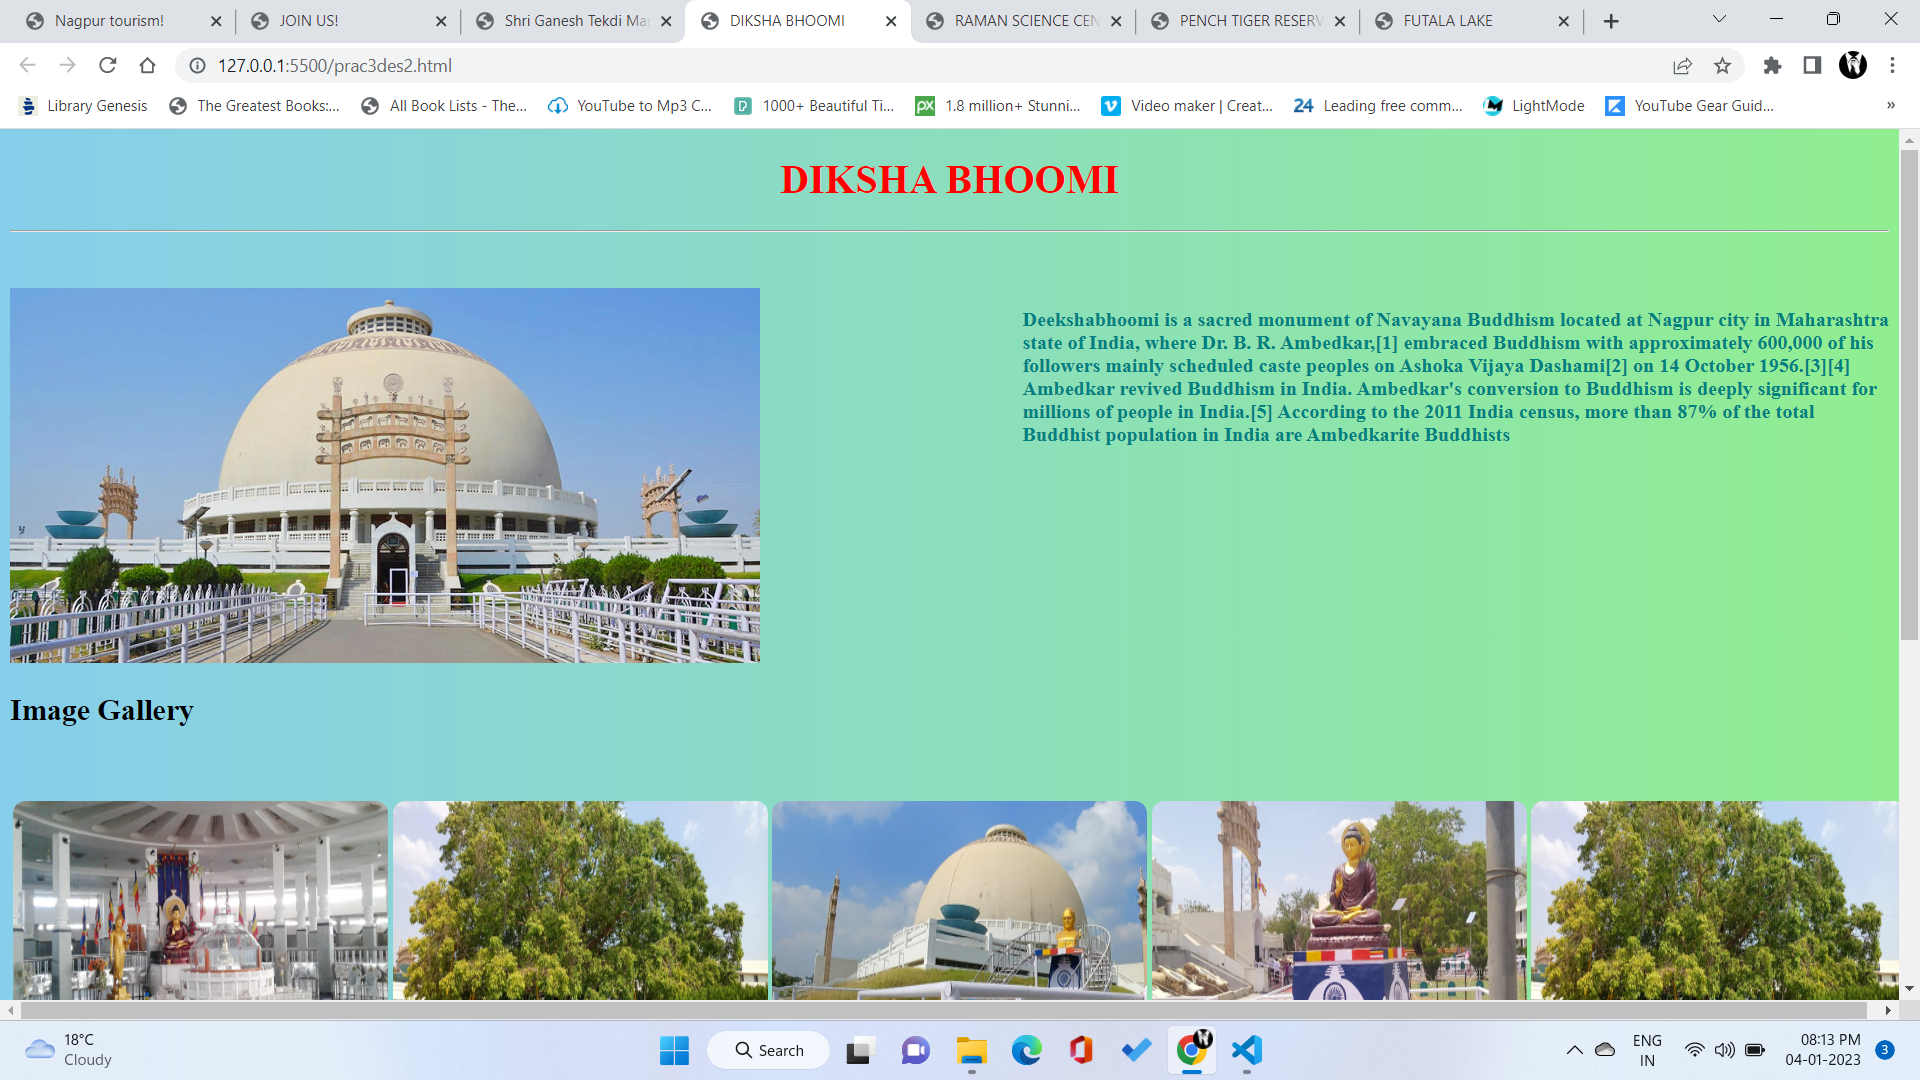 Nagpur tourism!
JOIN US!
Shri Ganesh Tekdi Ma
DIKSHA BHOOMI
RAMAN SCIENCE CEN
PENCH TIGER RESERV
FUTALA LAKE
127.0.0.1:5500/prac3des2.html
Library Genesis
The Greatest Books:...
All Book Lists - The...
YouTube to Mp3 C...
1000+ Beautiful Ti...
px
1.8 million+ Stunni...
Video maker | Creat...
24
Leading free comm...
LightMode
YouTube Gear Guid...
»
DIKSHA BHOOMI
Deekshabhoomi is a sacred monument of Navayana Buddhism located at Nagpur city in Maharashtra
state of India, where Dr. B. R. Ambedkar,[1] embraced Buddhism with approximately 600,000 of his
followers mainly scheduled caste peoples on Ashoka Vijaya Dashami[2] on 14 October 1956.[3][4]
Ambedkar revived Buddhism in India. Ambedkar's conversion to Buddhism is deeply significant for
millions of people in India.[5] According to the 2011 India census, more than 87% of the total
Buddhist population in India are Ambedkarite Buddhists
Image Gallery
18°C
Cloudy
Search
ENG
IN
08:13 PM
04-01-2023
3